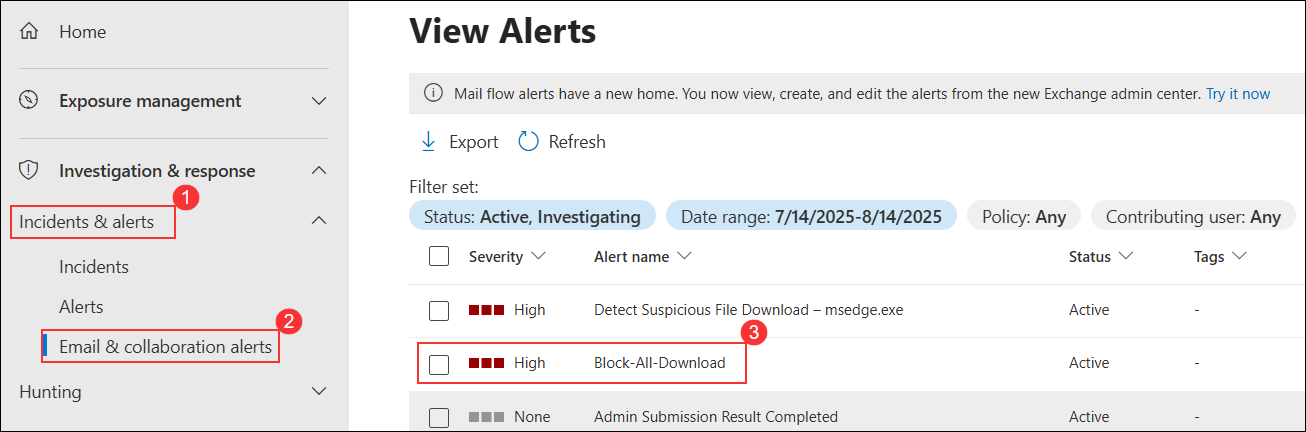 Home
Exposure management
Investigation & response
1
Incidents & alerts
Incidents
Alerts
2
Email & collaboration alerts
Hunting
View Alerts
Mail flow alerts have a new home. You now view, create, and edit the alerts from the new Exchange admin center. Try it now
Export Refresh
Filter set:
Status: Active, Investigating Date range: 7/14/2025-8/14/2025 Policy: Any Contributing user: Any
Severity Alert name Status Tags
High Detect Suspicious File Download – msedge.exe Active -
3
High Block-All-Download Active -
None Admin Submission Result Completed Active -